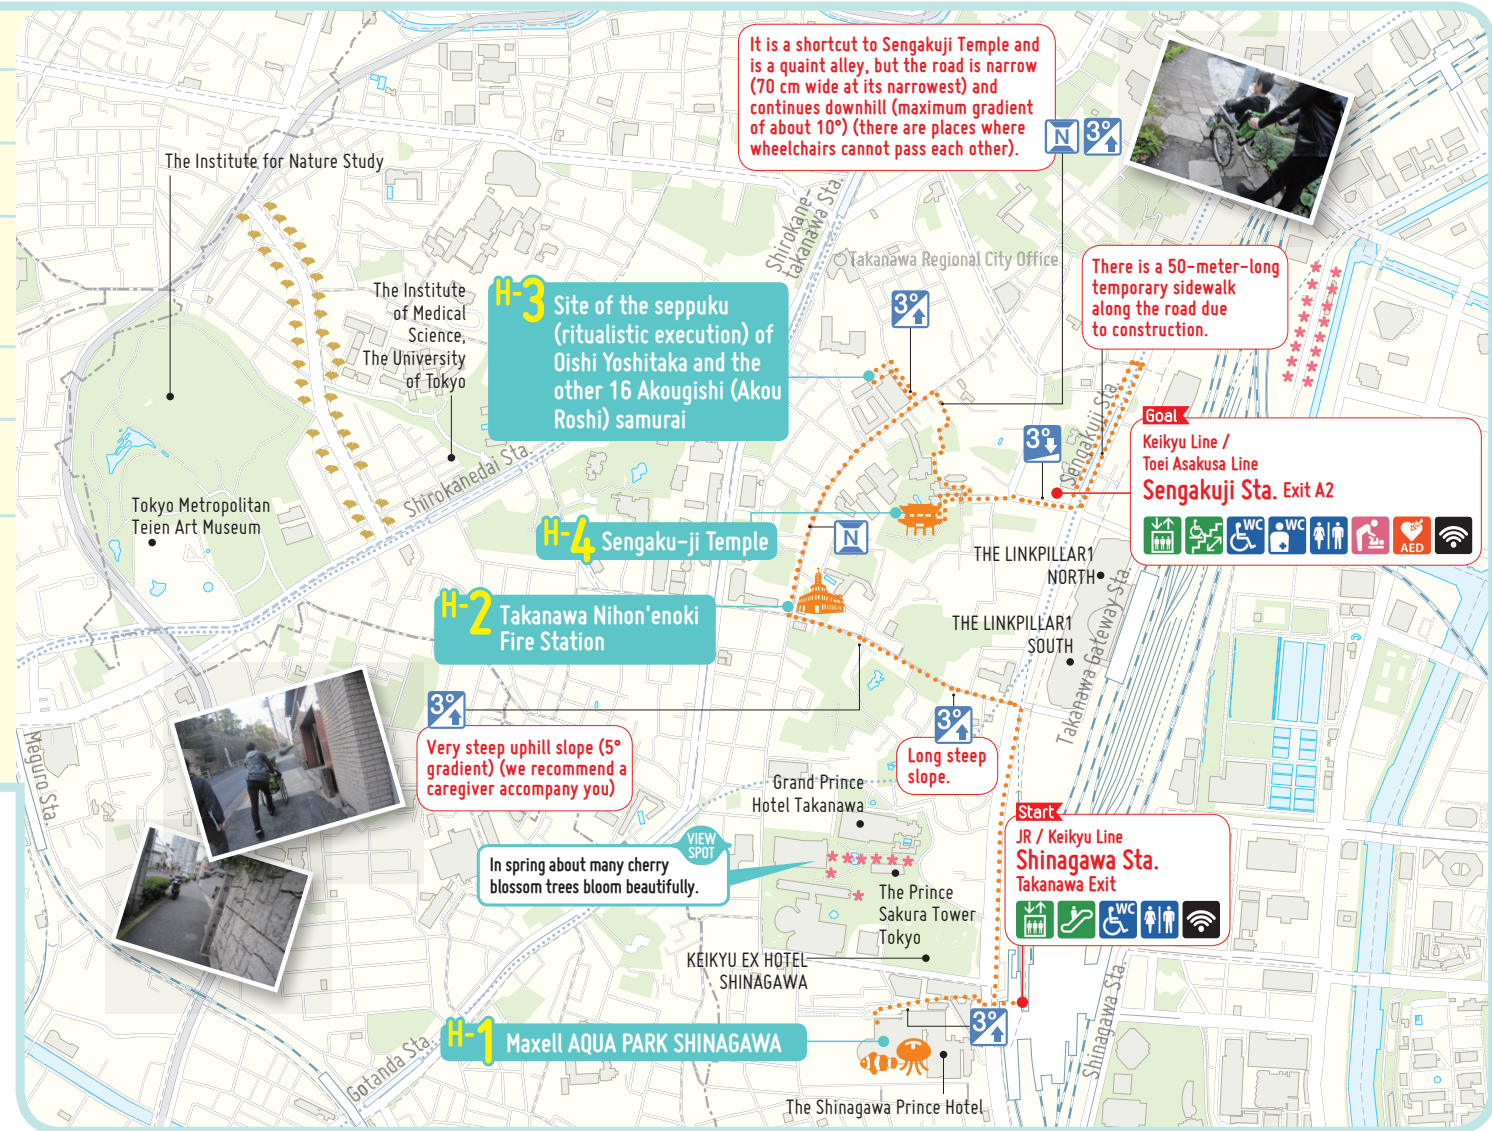 It is a shortcut to Sengakuji Temple and
is a quaint alley, but the road is narrow
(70 cm wide at its narrowest) and
continues downhill (maximum gradient
of about 10°) (there are places where
wheelchairs cannot pass each other).
N
3°
The Institute for Nature Study
Shirokane-
takanawa Sta.
Takanawa Regional City Office
There is a 50-meter-long
temporary sidewalk
along the road due
to construction.
The Institute
of Medical
Science,
The University
of Tokyo
H-3
Site of the seppuku
(ritualistic execution) of
Oishi Yoshitaka and the
other 16 Akougishi (Akou
Roshi) samurai
3°
3°
Sengakuji Sta.
Goal
Keikyu Line /
Toei Asakusa Line
Sengakuji Sta. Exit A2
WC
WC
AED
Shirokanedai Sta.
Tokyo Metropolitan
Teien Art Museum
H-4
Sengaku-ji Temple
N
THE LINKPILLAR1
NORTH
THE LINKPILLAR1
SOUTH
Takanawa Gateway Sta.
H-2
Takanawa Nihon'enoki
Fire Station
3°
Very steep uphill slope (5°
gradient) (we recommend a
caregiver accompany you)
3°
Long steep
slope.
Meguro Sta.
Grand Prince
Hotel Takanawa
VIEW
SPOT
In spring about many cherry
blossom trees bloom beautifully.
The Prince
Sakura Tower
Tokyo
Start
JR / Keikyu Line
Shinagawa Sta.
Takanawa Exit
WC
KEIKYU EX HOTEL
SHINAGAWA
Shinagawa Sta.
3°
H-1
Maxell AQUA PARK SHINAGAWA
Gotanda Sta.
The Shinagawa Prince Hotel